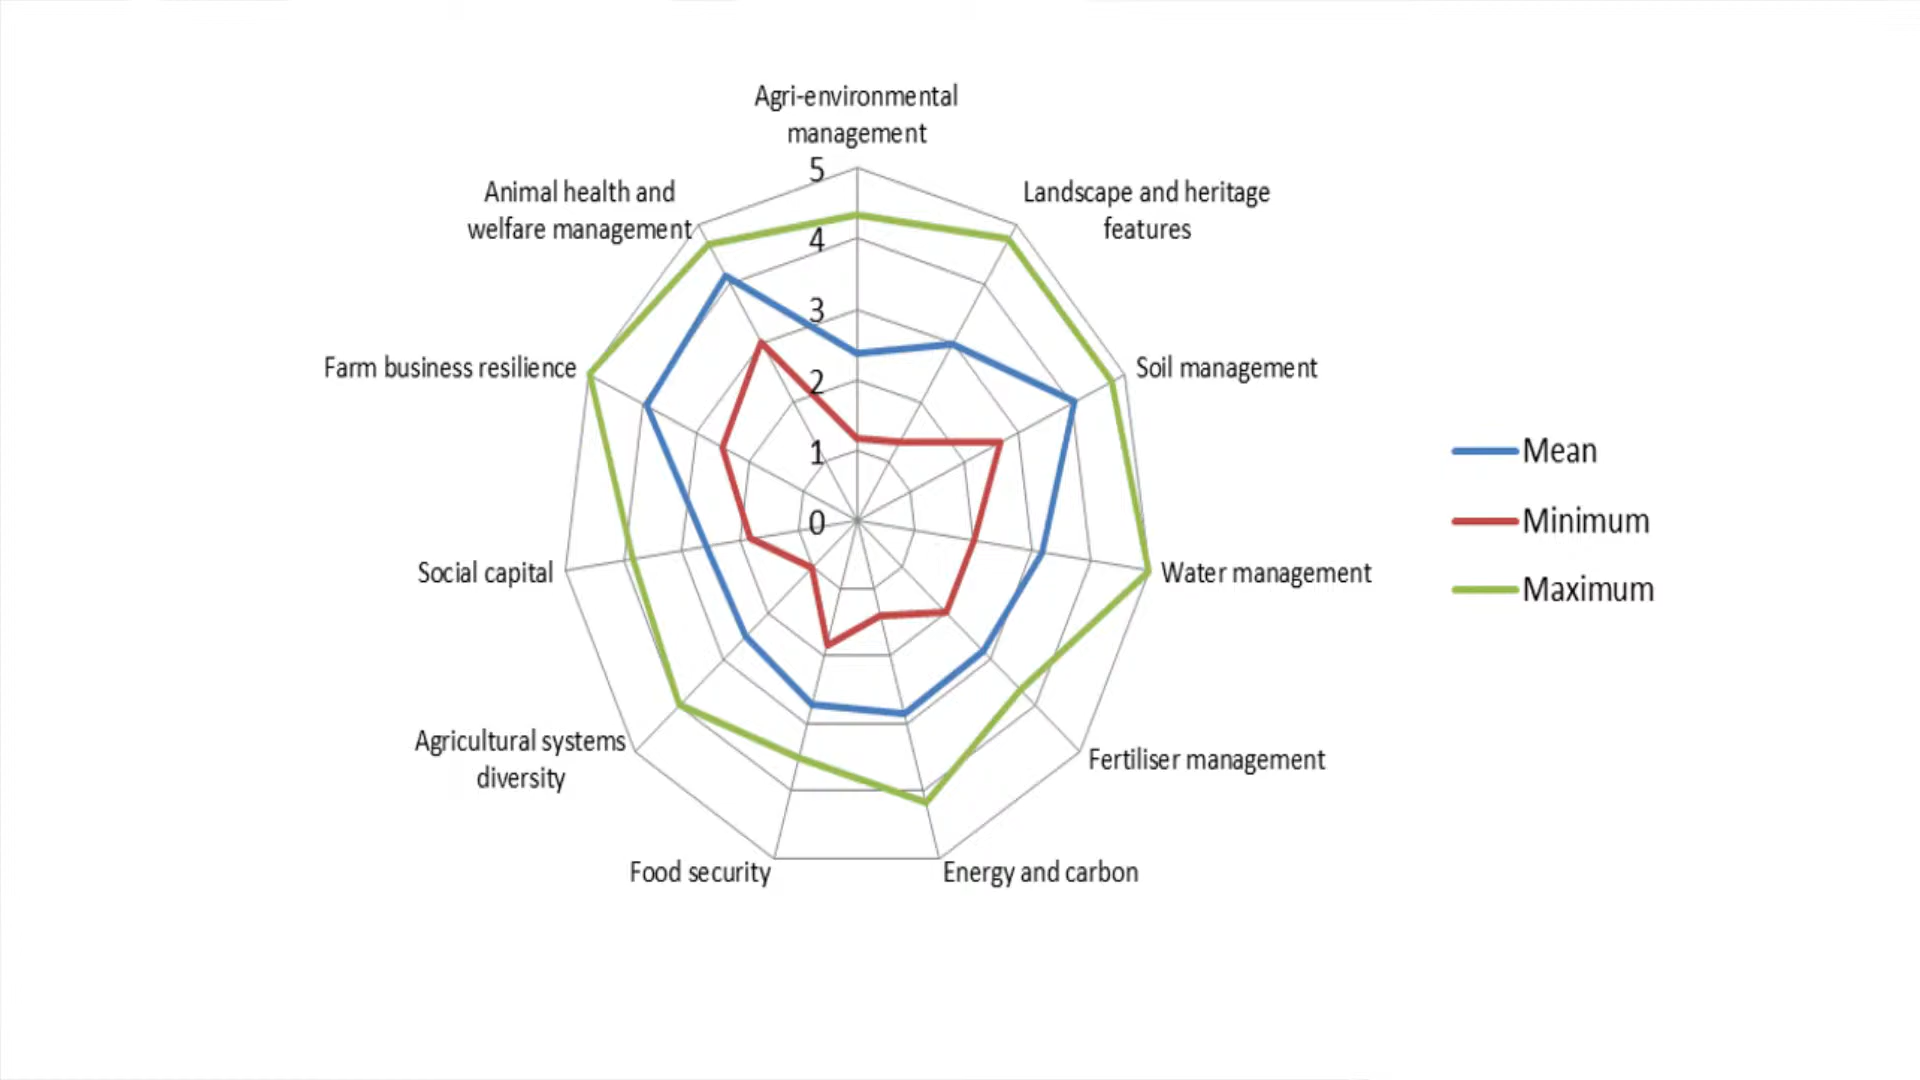 Agri-environmental
management
5
Animal health and
welfare management
Landscape and heritage
features
4
3
Farm business resilience
Soil management
2
1
0
Mean
Minimum
Maximum
Social capital
Water management
Agricultural systems
diversity
Fertiliser management
Food security
Energy and carbon